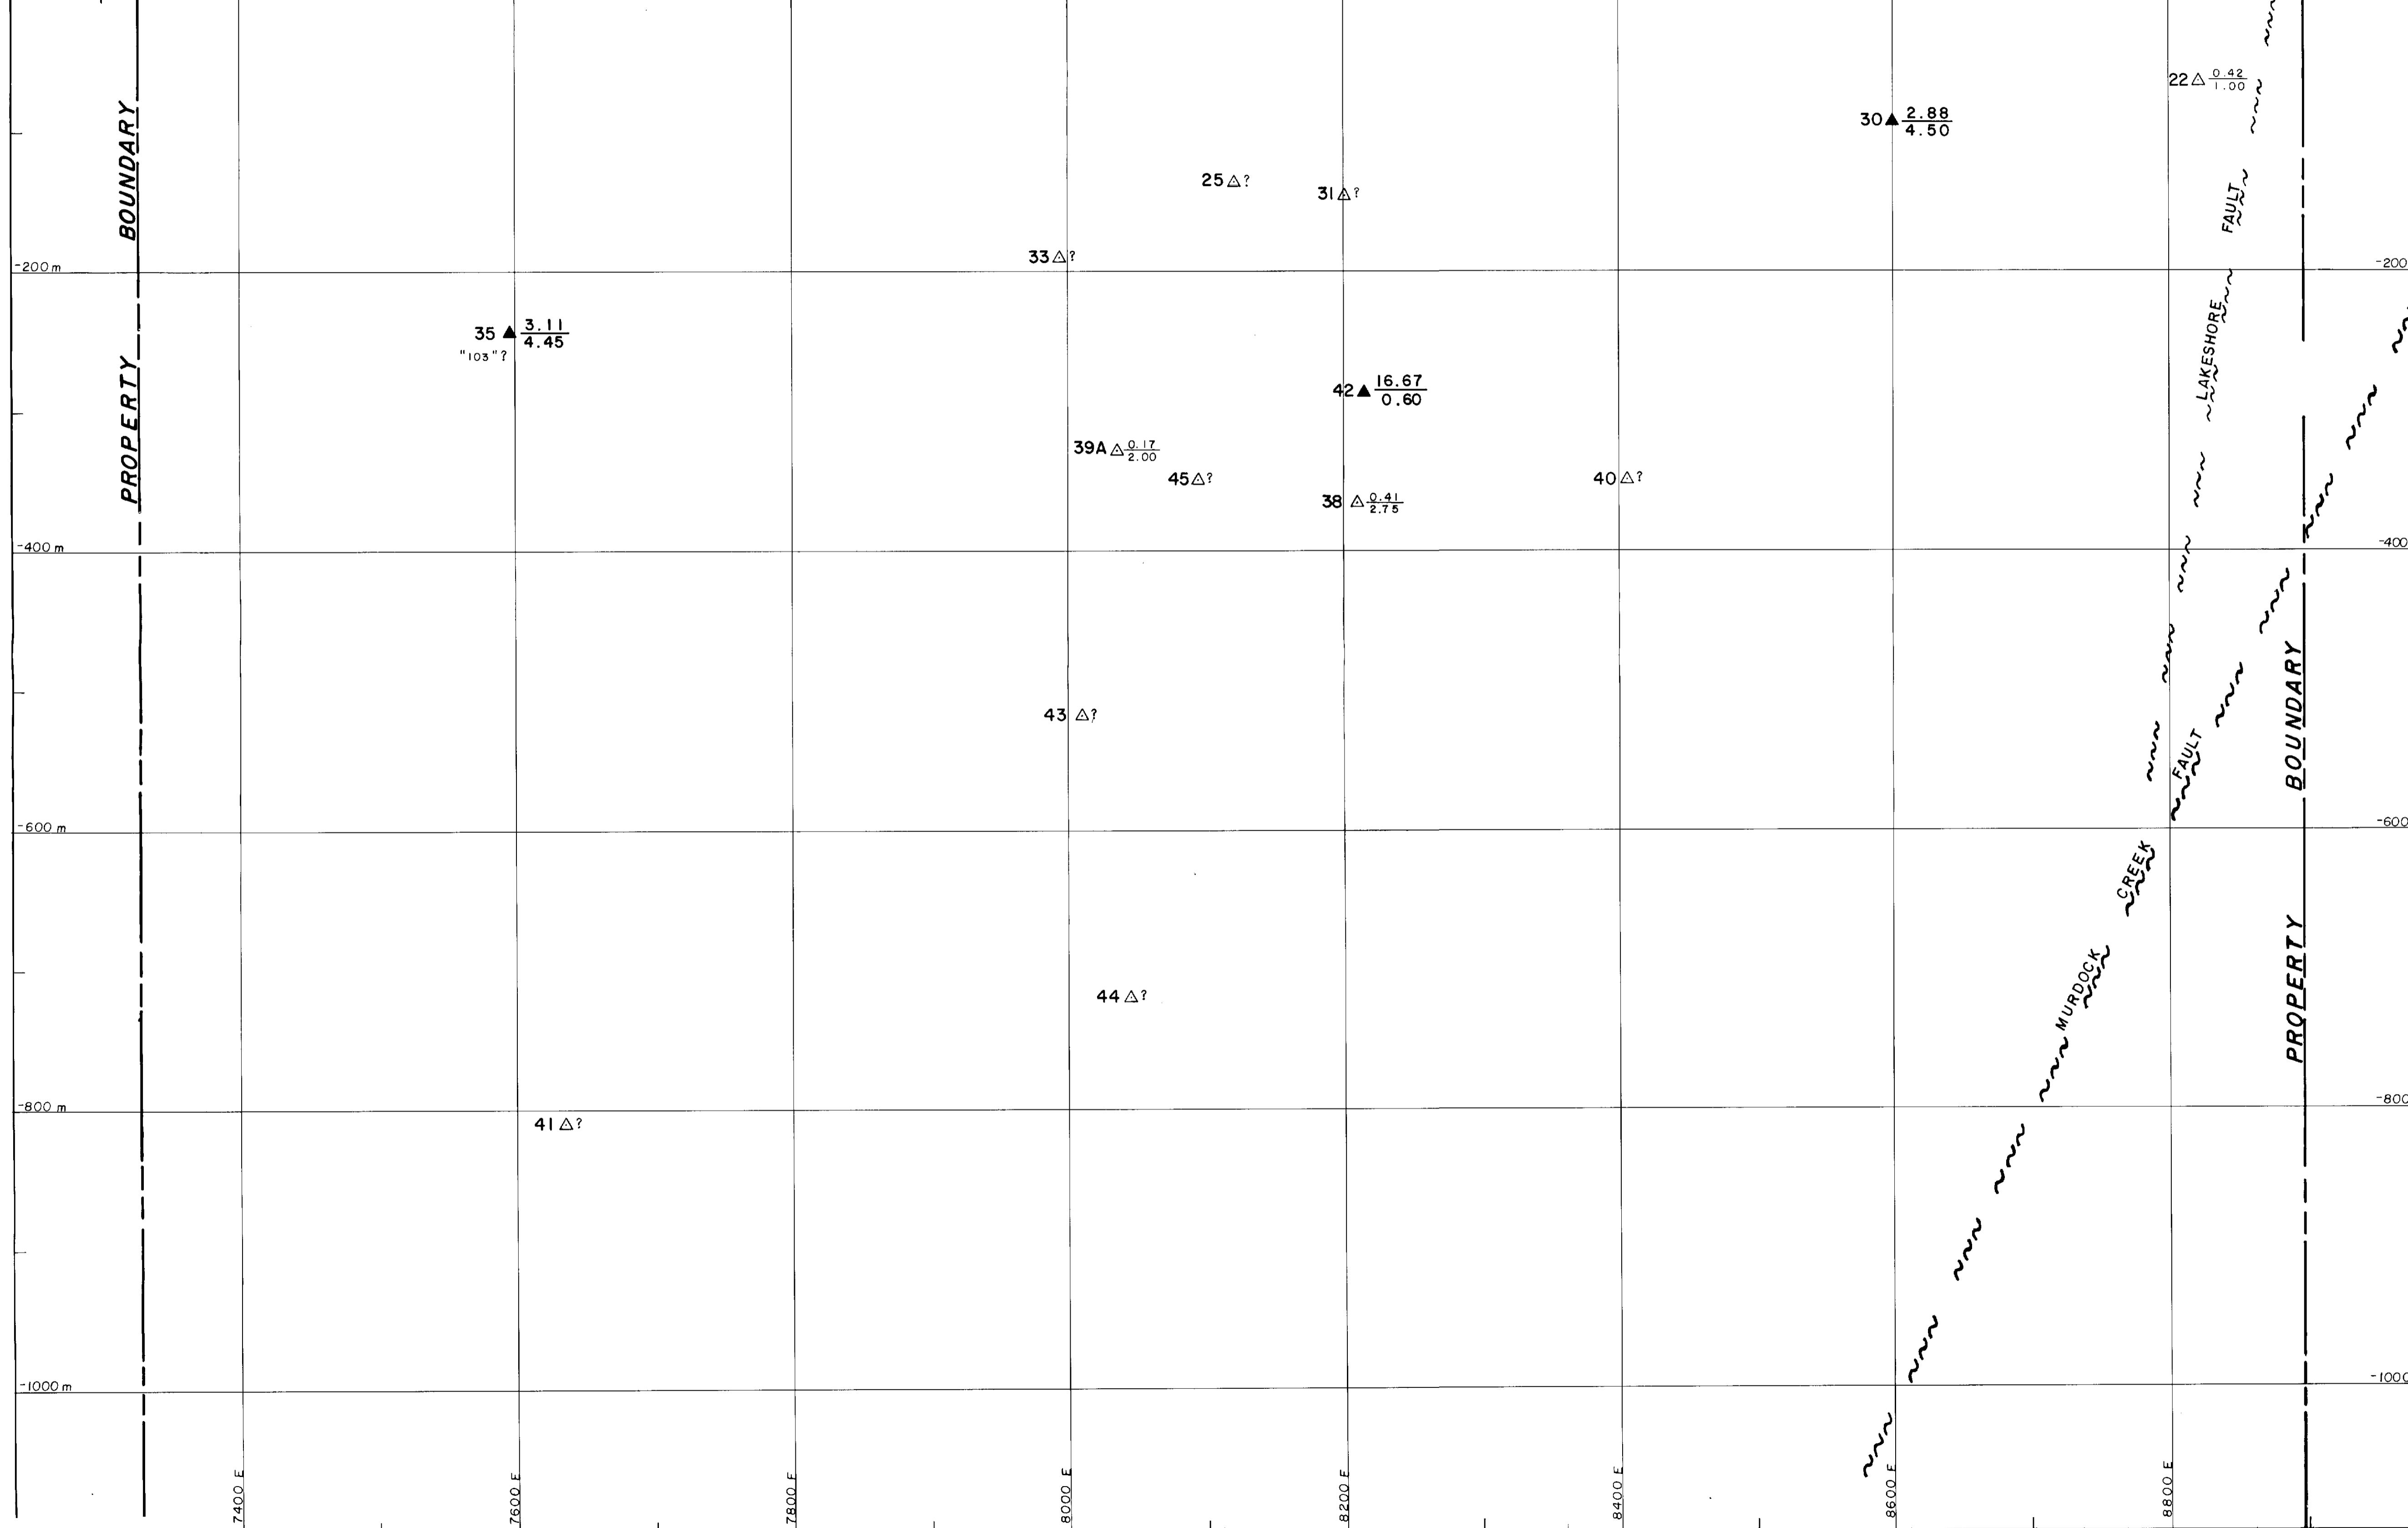 PROPERTY BOUNDARY
22 0.42
1.00
30 2.88
4.50
25 ?
31 ?
33 ?
-200 m
-200
LAKESHORE FAULT
35 3.11
4.45
"103"?
42 16.67
0.60
39A 0.17
2.00
45 ?
40 ?
38 0.41
2.75
-400 m
-400
43 ?
MURDOCK CREEK FAULT
PROPERTY BOUNDARY
-600 m
-600
44 ?
-800 m
-800
41 ?
-1000 m
-1000
7400 E
7600 E
7800 E
8000 E
8200 E
8400 E
8600 E
8800 E